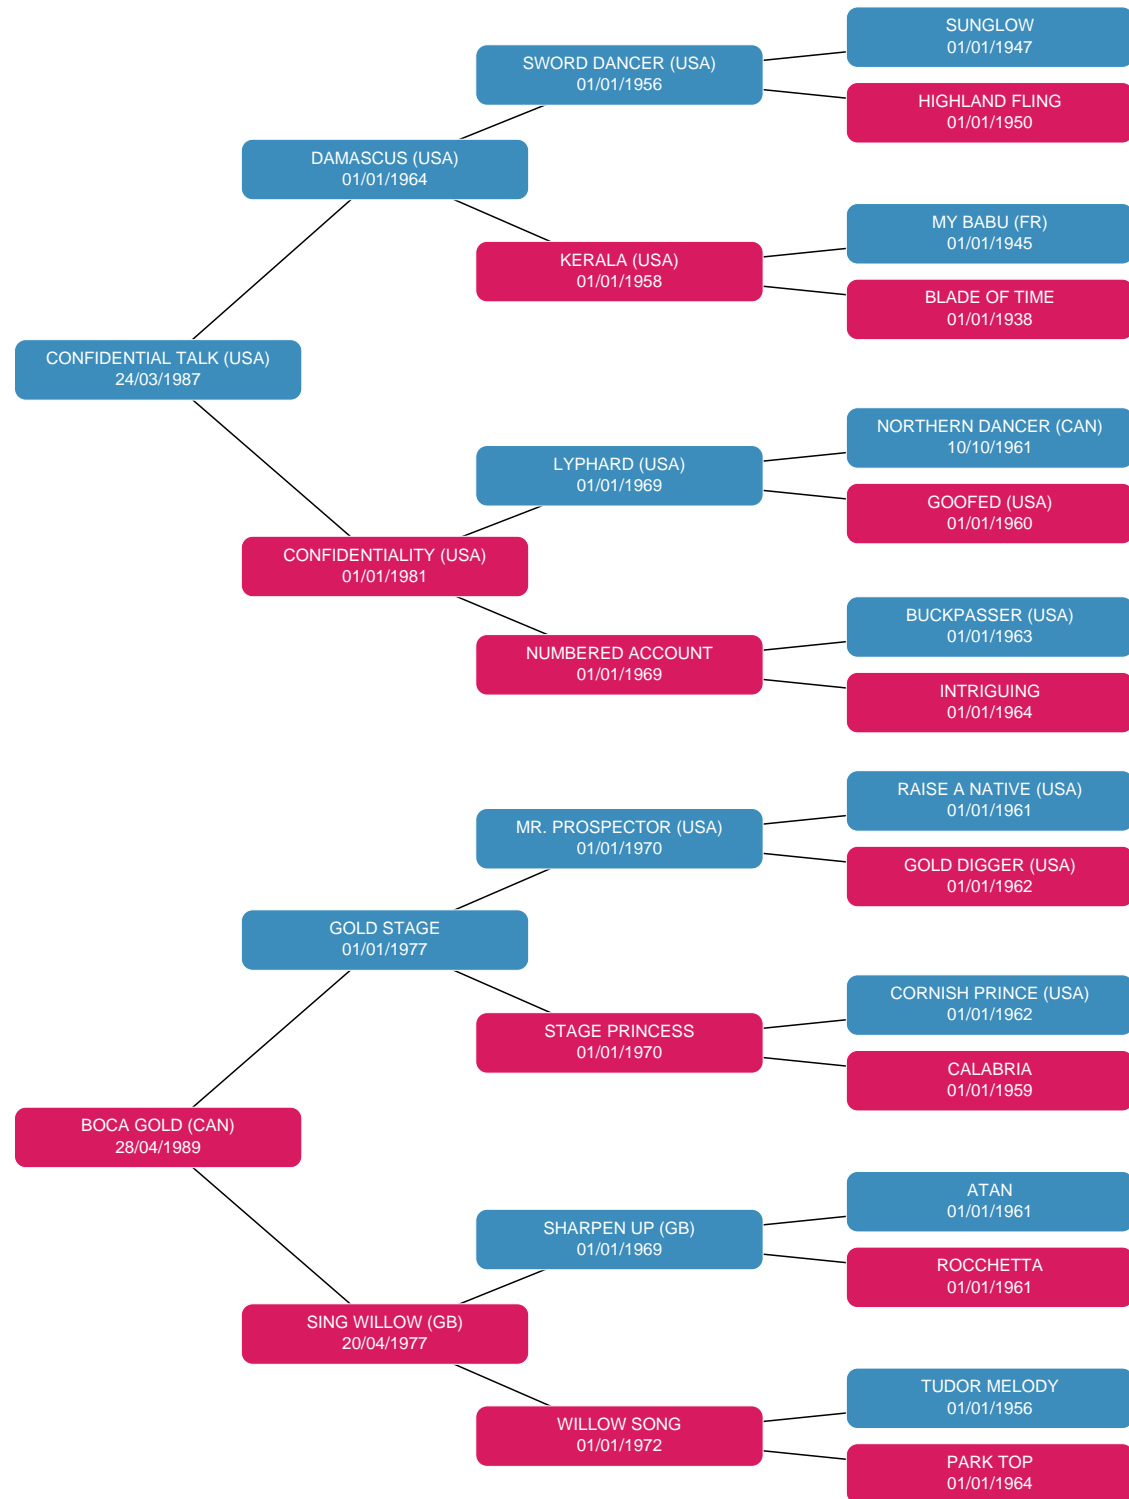 SUNGLOW
01/01/1947
SWORD DANCER (USA)
01/01/1956
HIGHLAND FLING
01/01/1950
DAMASCUS (USA)
01/01/1964
MY BABU (FR)
01/01/1945
KERALA (USA)
01/01/1958
BLADE OF TIME
01/01/1938
CONFIDENTIAL TALK (USA)
24/03/1987
NORTHERN DANCER (CAN)
10/10/1961
LYPHARD (USA)
01/01/1969
GOOFED (USA)
01/01/1960
CONFIDENTIALITY (USA)
01/01/1981
BUCKPASSER (USA)
01/01/1963
NUMBERED ACCOUNT
01/01/1969
INTRIGUING
01/01/1964
RAISE A NATIVE (USA)
01/01/1961
MR. PROSPECTOR (USA)
01/01/1970
GOLD DIGGER (USA)
01/01/1962
GOLD STAGE
01/01/1977
CORNISH PRINCE (USA)
01/01/1962
STAGE PRINCESS
01/01/1970
CALABRIA
01/01/1959
BOCA GOLD (CAN)
28/04/1989
ATAN
01/01/1961
SHARPEN UP (GB)
01/01/1969
ROCCHETTA
01/01/1961
SING WILLOW (GB)
20/04/1977
TUDOR MELODY
01/01/1956
WILLOW SONG
01/01/1972
PARK TOP
01/01/1964